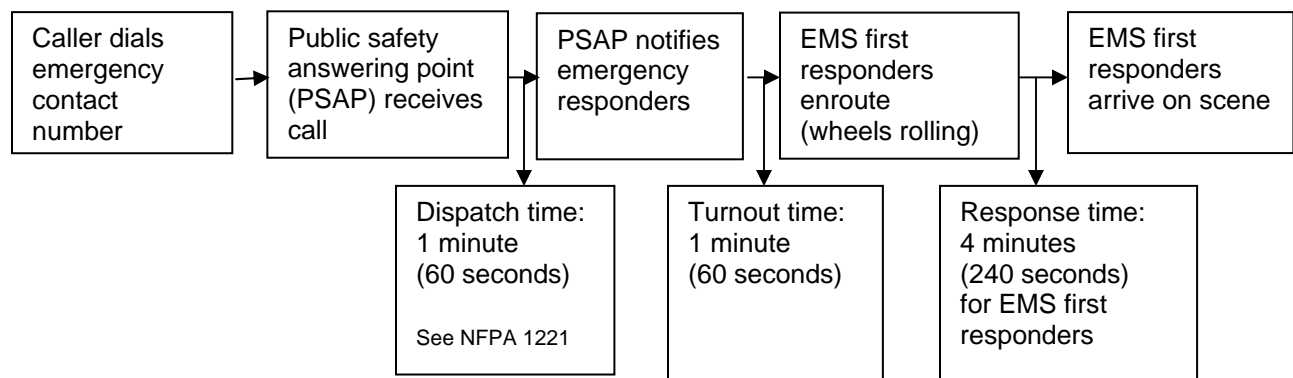 Caller dials
emergency
contact
number
Public safety
answering point
(PSAP) receives
call
PSAP notifies
emergency
responders
EMS first
responders
enroute
(wheels rolling)
EMS first
responders
arrive on scene
Dispatch time:
1 minute
(60 seconds)
See NFPA 1221
Turnout time:
1 minute
(60 seconds)
Response time:
4 minutes
(240 seconds)
for EMS first
responders